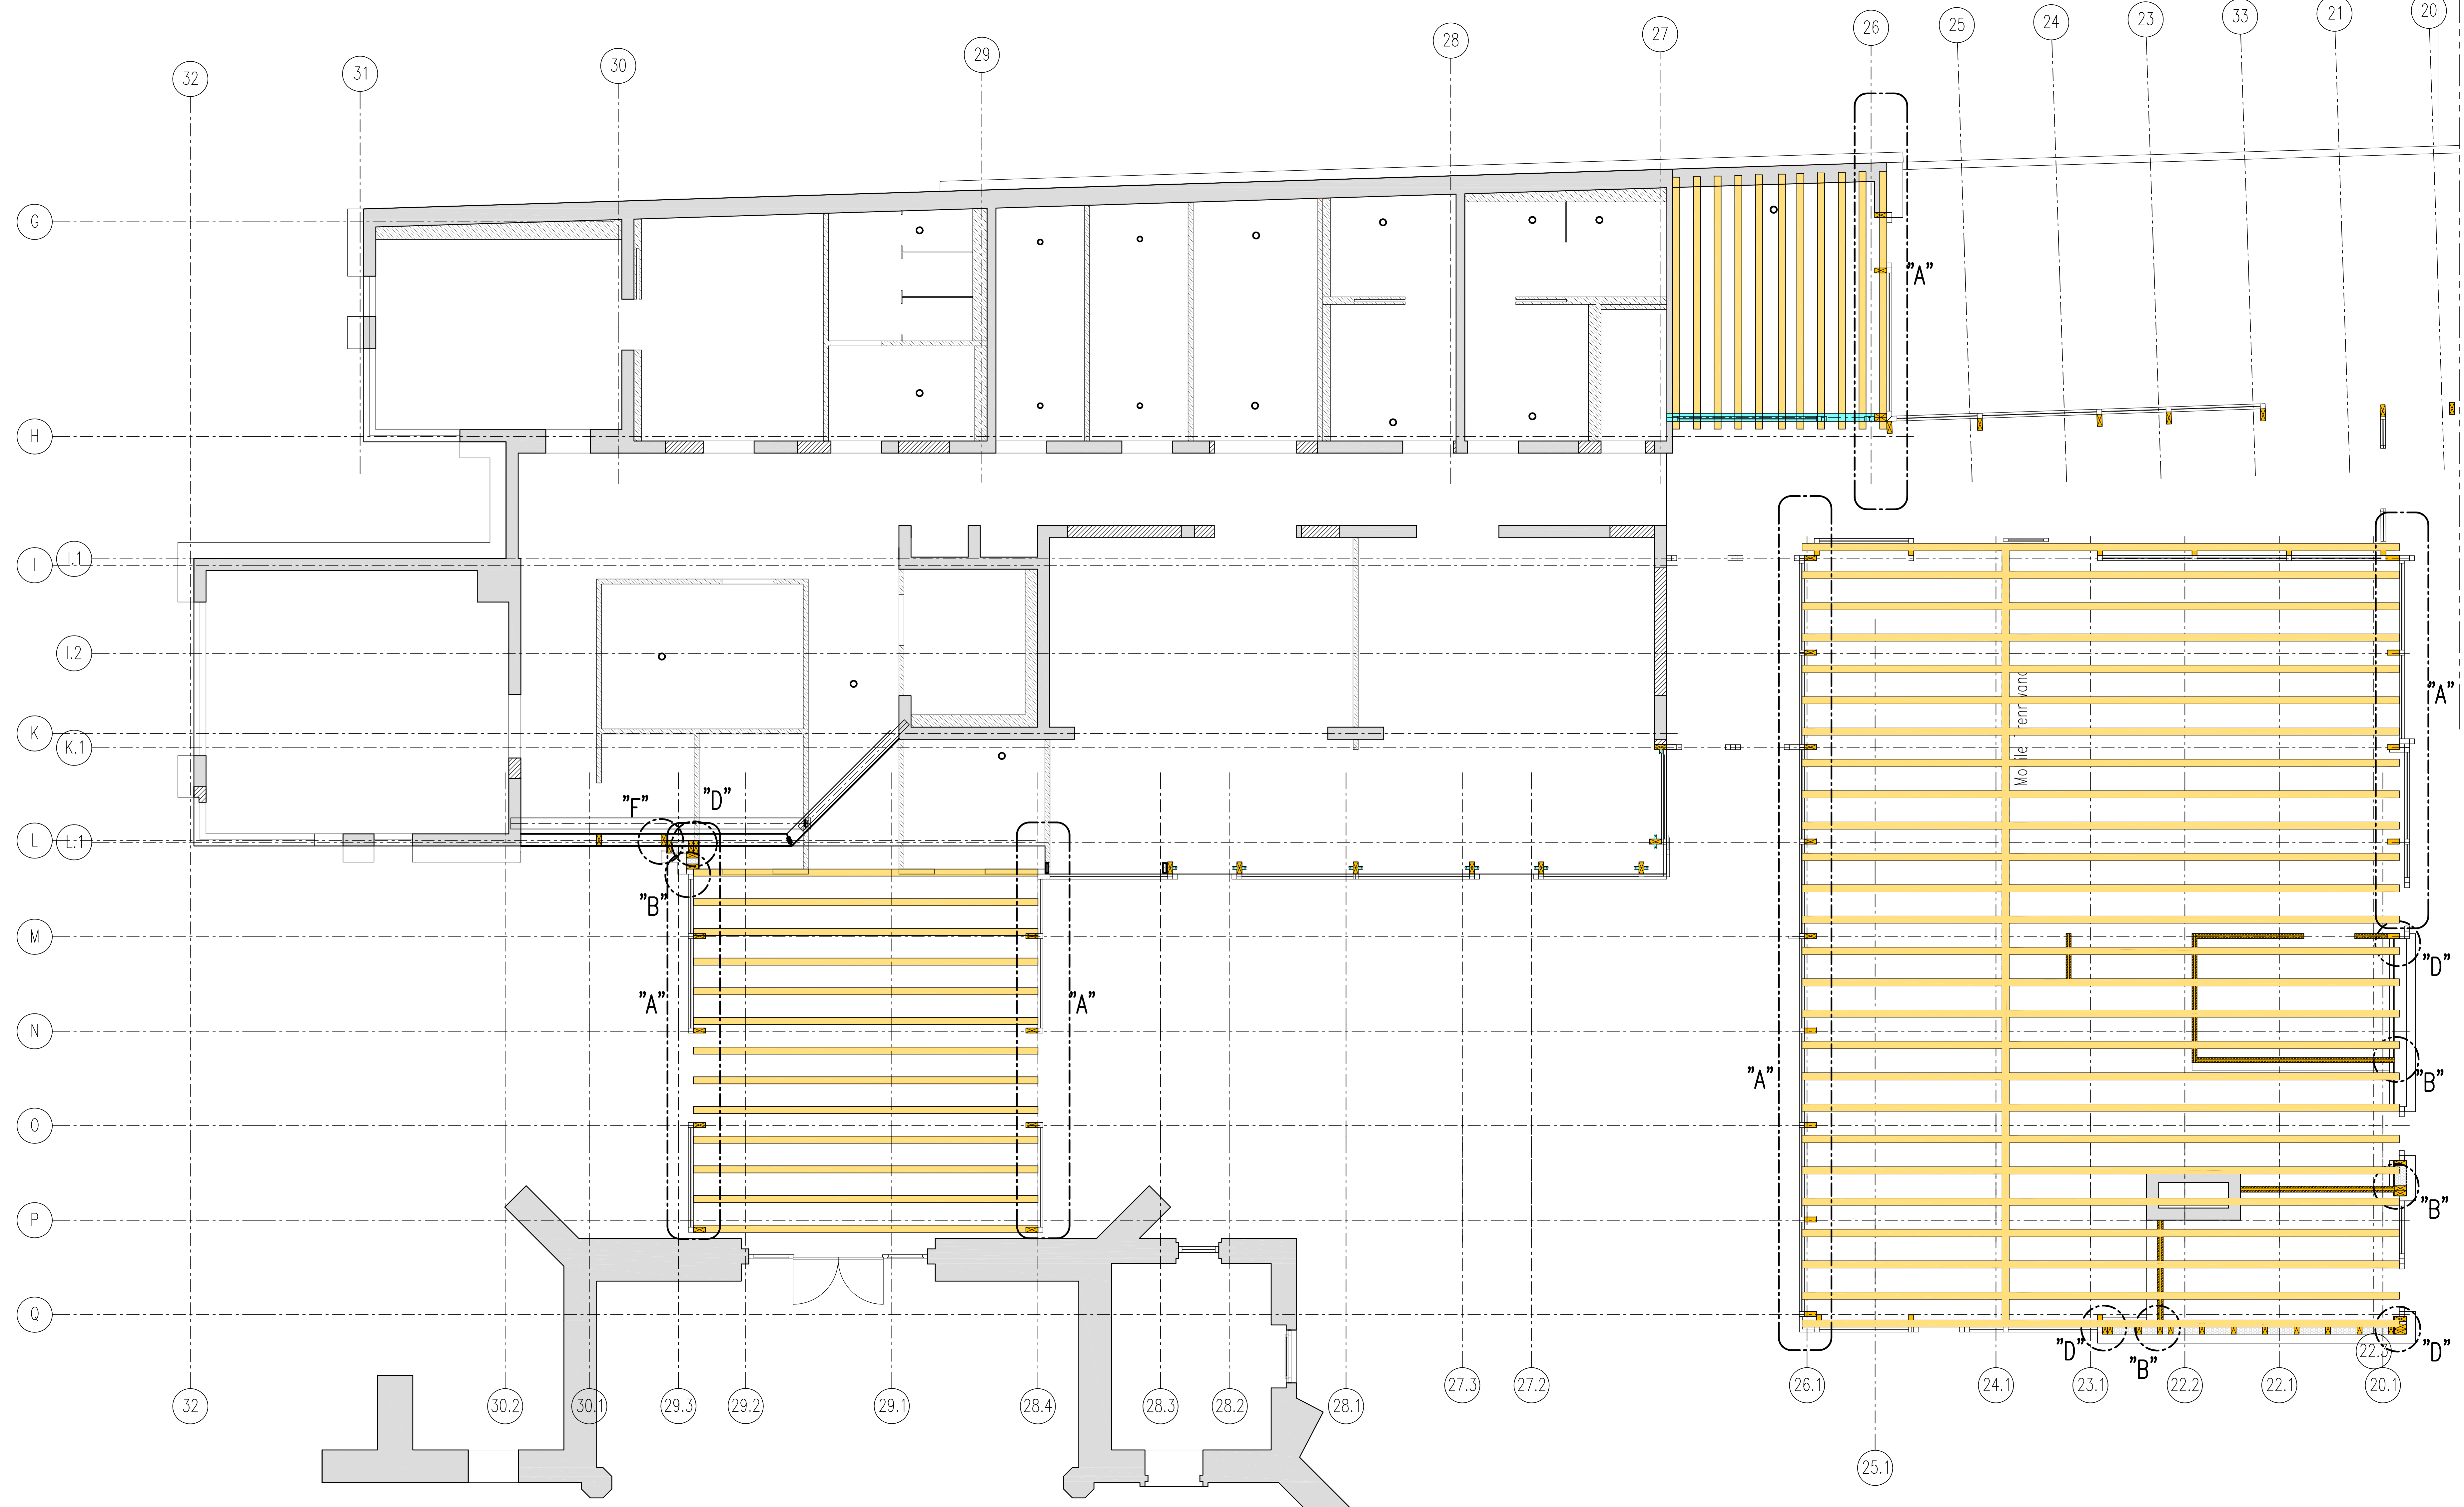 32
31
30
29
28
27
26
25
24
23
33
21
20
G
"A"
H
I
I.1
I.2
"A"
K
K.1
"F"
"D"
L
L:1
"B"
M
"D"
"A"
"A"
N
"A"
"B"
O
"B"
P
Q
"D"
"B"
"D"
22.3
32
30.2
30.1
29.3
29.2
29.1
28.4
28.3
28.2
28.1
27.3
27.2
26.1
24.1
23.1
22.2
22.1
20.1
25.1